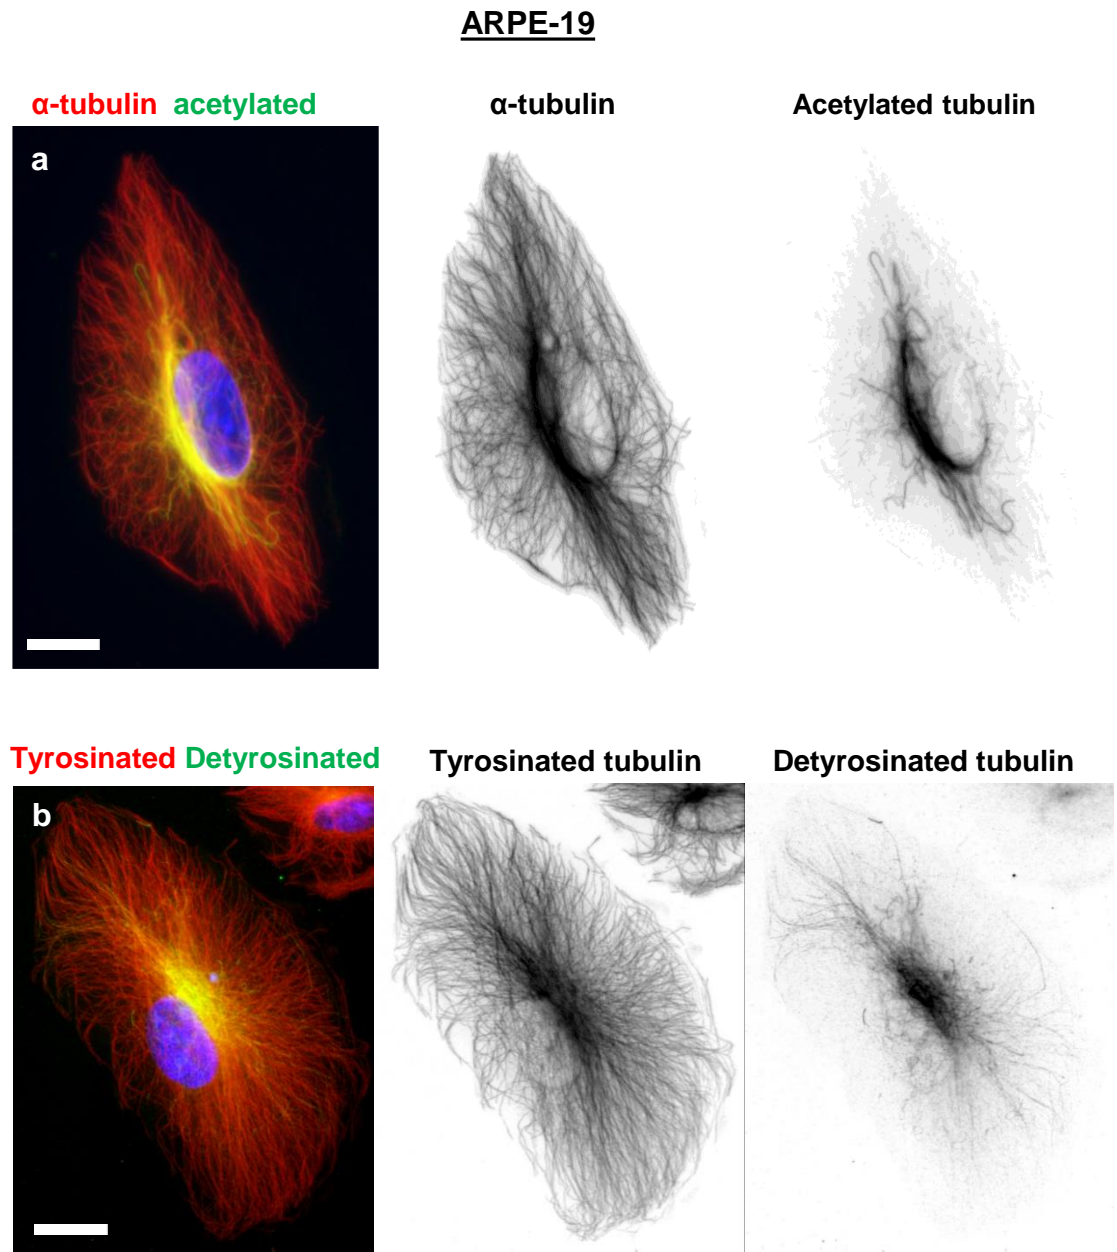 ARPE-19
α-tubulin acetylated
α-tubulin
Acetylated tubulin
a
Tyrosinated Detyrosinated
Tyrosinated tubulin
Detyrosinated tubulin
b